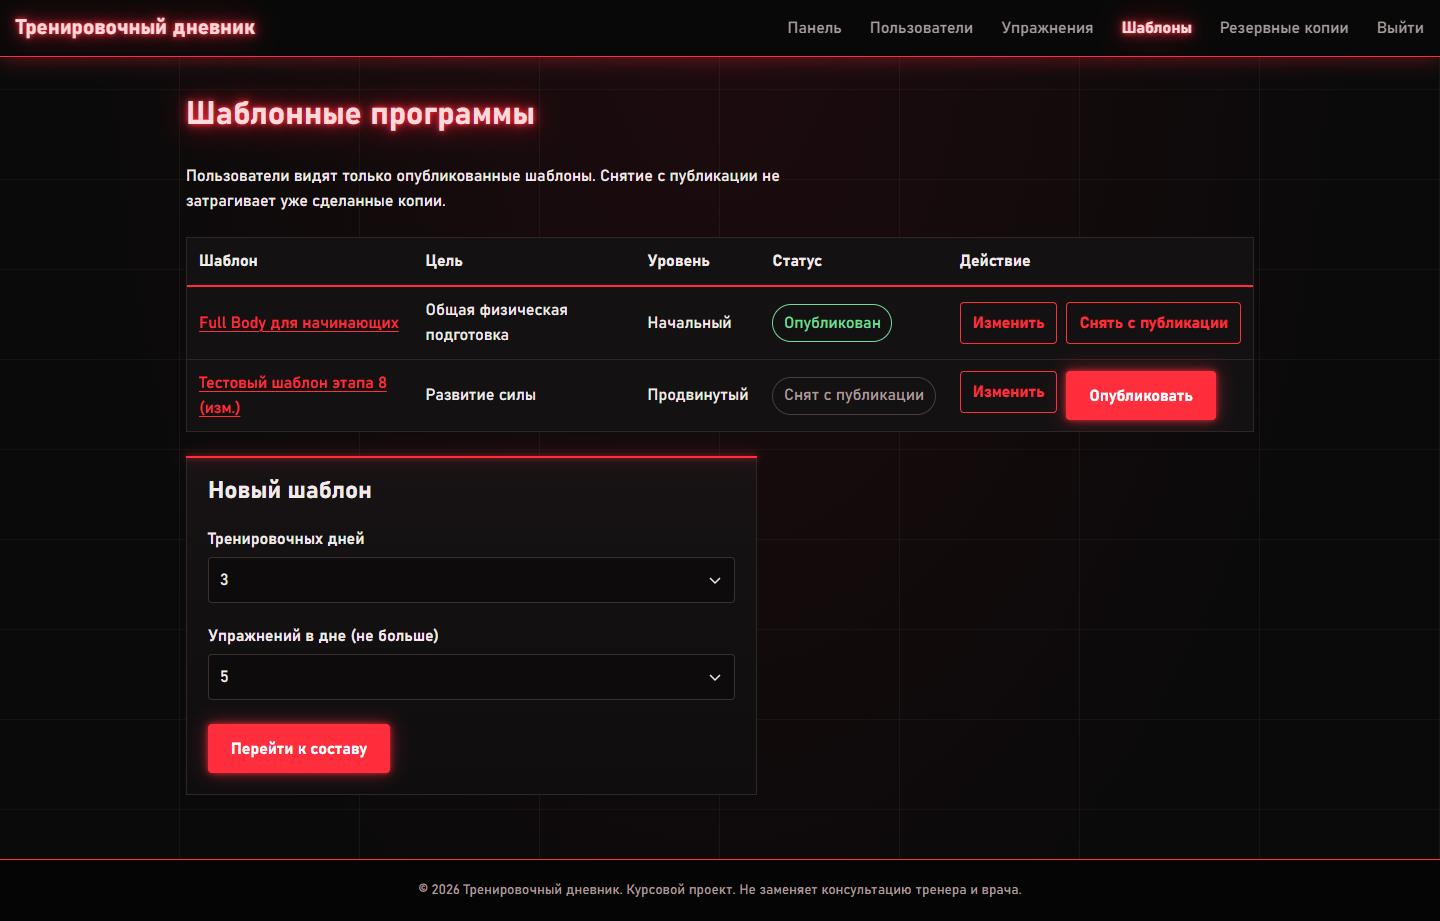 Тренировочный дневник
Панель Пользователи Упражнения Шаблоны Резервные копии Выйти
Шаблонные программы
Пользователи видят только опубликованные шаблоны. Снятие с публикации не
затрагивает уже сделанные копии.
Шаблон Цель Уровень Статус Действие
Full Body для начинающих Общая физическая
подготовка Начальный Опубликован Изменить Снять с публикации
Тестовый шаблон этапа 8
(изм.) Развитие силы Продвинутый Снят с публикации Изменить Опубликовать
Новый шаблон
Тренировочных дней
3
Упражнений в дне (не больше)
5
Перейти к составу
© 2026 Тренировочный дневник. Курсовой проект. Не заменяет консультацию тренера и врача.